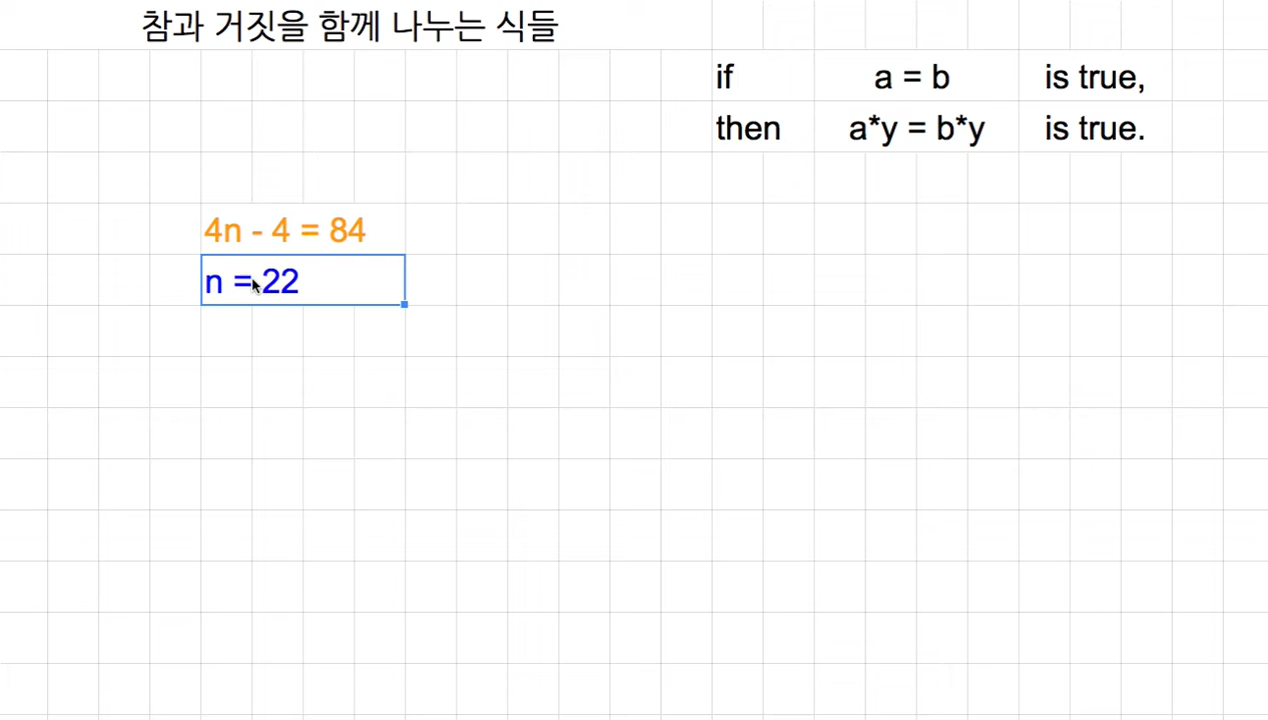 참과 거짓을 함께 나누는 식들
if a = b is true,
then a*y = b*y is true.
4n - 4 = 84
n = 22